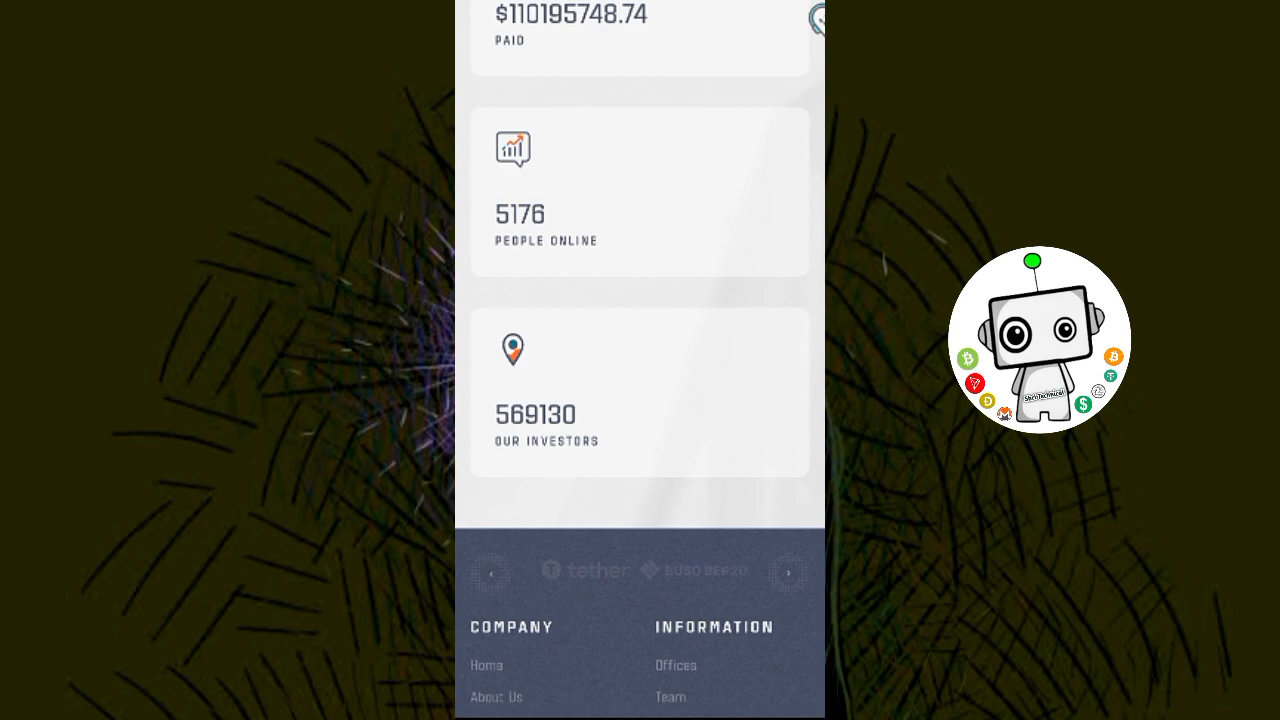 $110195748.74
PAID
5176
PEOPLE ONLINE
569130
OUR INVESTORS
tether BUSD BEP20
COMPANY INFORMATION
Home Offices
About Us Team